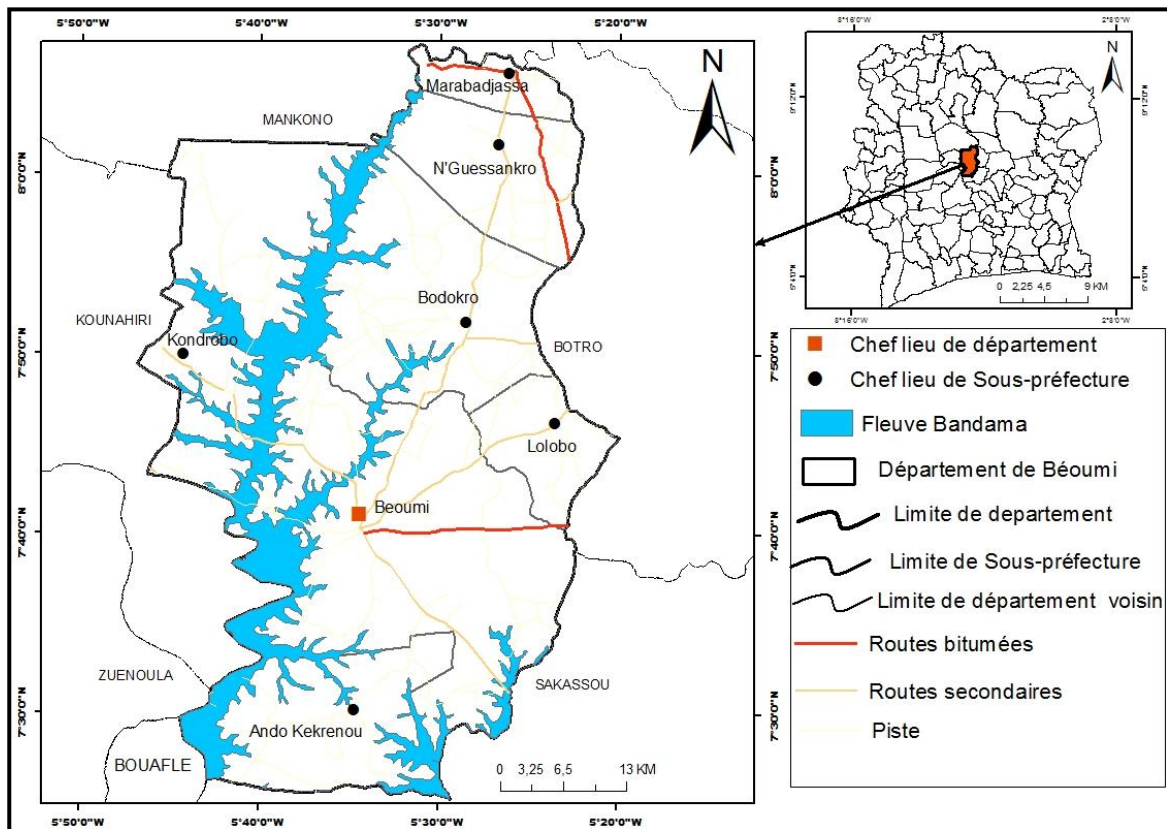 5°50'0"W 5°40'0"W 5°30'0"W 5°20'0"W
N
Marabadjassa
MANKONO
N'Guessankro
8°0'0"N 8°0'0"N
Bodokro
KOUNAHIRI
Kondrobo
BOTRO
7°50'0"N 7°50'0"N
Lolobo
Beoumi
7°40'0"N 7°40'0"N
ZUENOULA
SAKASSOU
7°30'0"N 7°30'0"N
Ando Kekrenou
BOUAFLE
0 3,25 6,5 13 KM
5°50'0"W 5°40'0"W 5°30'0"W 5°20'0"W
N
0 2,25 4,5 9 KM
Chef lieu de département
Chef lieu de Sous-préfecture
Fleuve Bandama
Département de Béoumi
Limite de departement
Limite de Sous-préfecture
Limite de département voisin
Routes bitumées
Routes secondaires
Piste